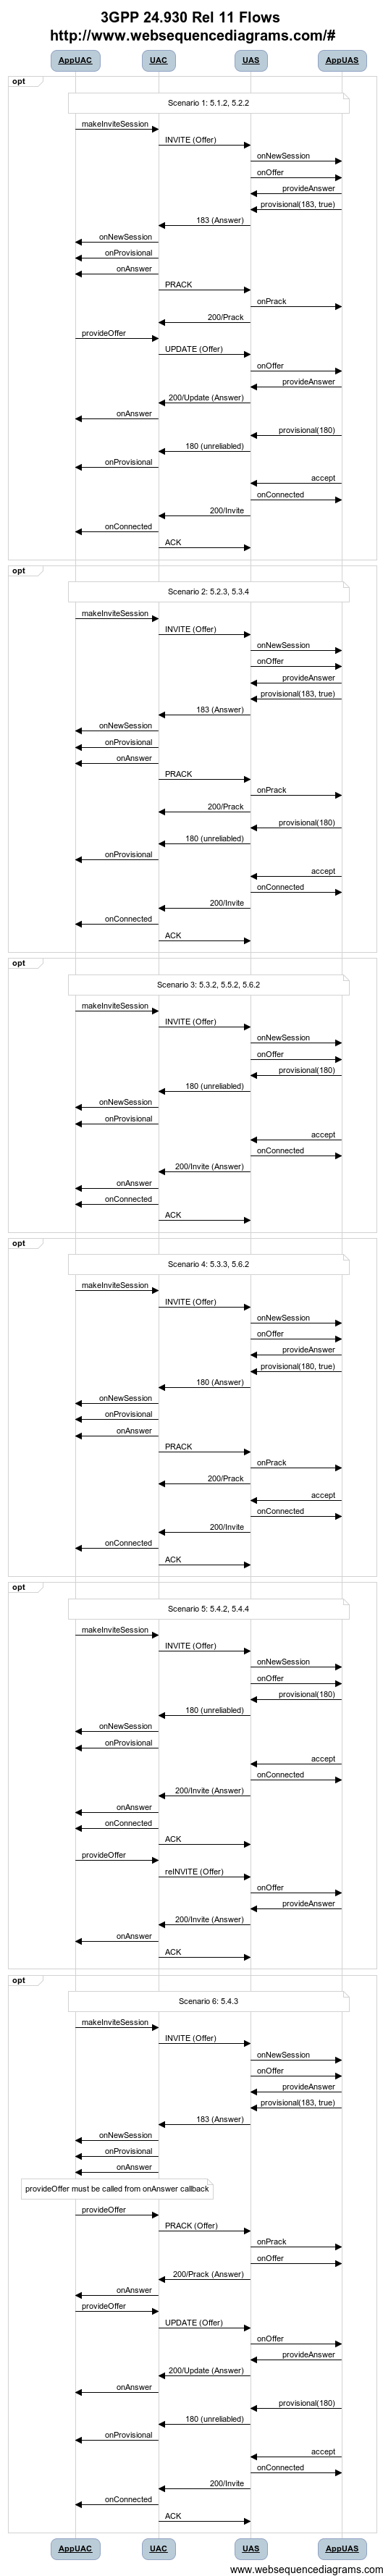 3GPP 24.930 Rel 11 Flows
http://www.websequencediagrams.com/#
AppUAC UAC UAS AppUAS
opt
Scenario 1: 5.1.2, 5.2.2
makeInviteSession
INVITE (Offer)
onNewSession
onOffer
provideAnswer
provisional(183, true)
183 (Answer)
onNewSession
onProvisional
onAnswer
PRACK
onPrack
200/Prack
provideOffer
UPDATE (Offer)
onOffer
provideAnswer
200/Update (Answer)
onAnswer
provisional(180)
180 (unreliabled)
onProvisional
accept
onConnected
200/Invite
onConnected
ACK
opt
Scenario 2: 5.2.3, 5.3.4
makeInviteSession
INVITE (Offer)
onNewSession
onOffer
provideAnswer
provisional(183, true)
183 (Answer)
onNewSession
onProvisional
onAnswer
PRACK
onPrack
200/Prack
provisional(180)
180 (unreliabled)
onProvisional
accept
onConnected
200/Invite
onConnected
ACK
opt
Scenario 3: 5.3.2, 5.5.2, 5.6.2
makeInviteSession
INVITE (Offer)
onNewSession
onOffer
provisional(180)
180 (unreliabled)
onNewSession
onProvisional
accept
onConnected
200/Invite (Answer)
onAnswer
onConnected
ACK
opt
Scenario 4: 5.3.3, 5.6.2
makeInviteSession
INVITE (Offer)
onNewSession
onOffer
provideAnswer
provisional(180, true)
180 (Answer)
onNewSession
onProvisional
onAnswer
PRACK
onPrack
200/Prack
accept
onConnected
200/Invite
onConnected
ACK
opt
Scenario 5: 5.4.2, 5.4.4
makeInviteSession
INVITE (Offer)
onNewSession
onOffer
provisional(180)
180 (unreliabled)
onNewSession
onProvisional
accept
onConnected
200/Invite (Answer)
onAnswer
onConnected
ACK
provideOffer
reINVITE (Offer)
onOffer
provideAnswer
200/Invite (Answer)
onAnswer
ACK
opt
Scenario 6: 5.4.3
makeInviteSession
INVITE (Offer)
onNewSession
onOffer
provideAnswer
provisional(183, true)
183 (Answer)
onNewSession
onProvisional
onAnswer
provideOffer must be called from onAnswer callback
provideOffer
PRACK (Offer)
onPrack
onOffer
200/Prack (Answer)
onAnswer
provideOffer
UPDATE (Offer)
onOffer
provideAnswer
200/Update (Answer)
onAnswer
provisional(180)
180 (unreliabled)
onProvisional
accept
onConnected
200/Invite
onConnected
ACK
AppUAC UAC UAS AppUAS
www.websequencediagrams.com